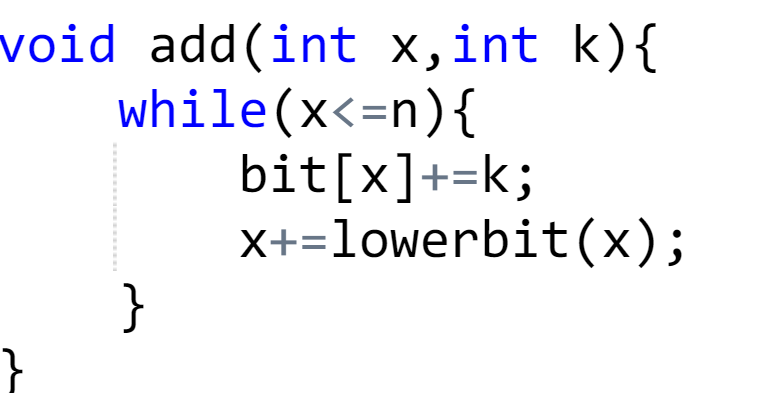 void add(int x,int k){
    while(x<=n){
        bit[x]+=k;
        x+=lowerbit(x);
    }
}